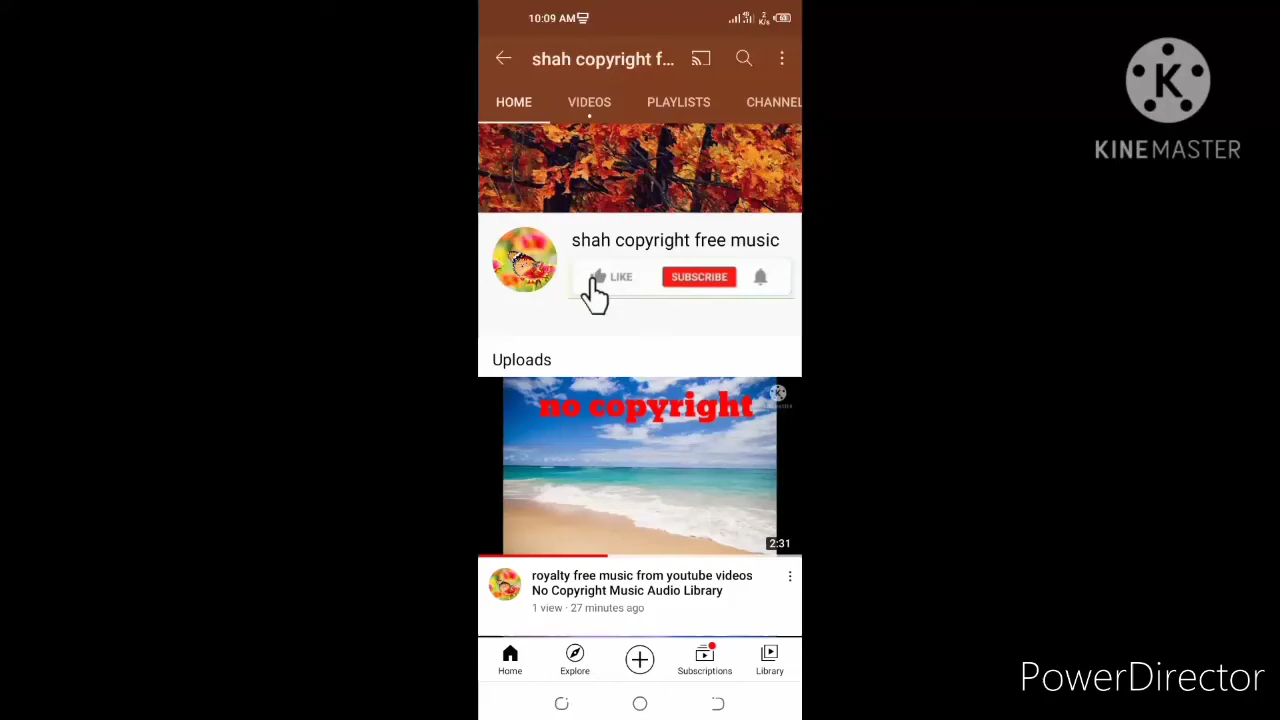 10:09 AM
shah copyright f...
HOME VIDEOS PLAYLISTS CHANNEL
KINEMASTER
shah copyright free music
LIKE SUBSCRIBE
Uploads
no copyright
2:31
royalty free music from youtube videos
No Copyright Music Audio Library
1 view · 27 minutes ago
Home Explore Subscriptions Library
PowerDirector